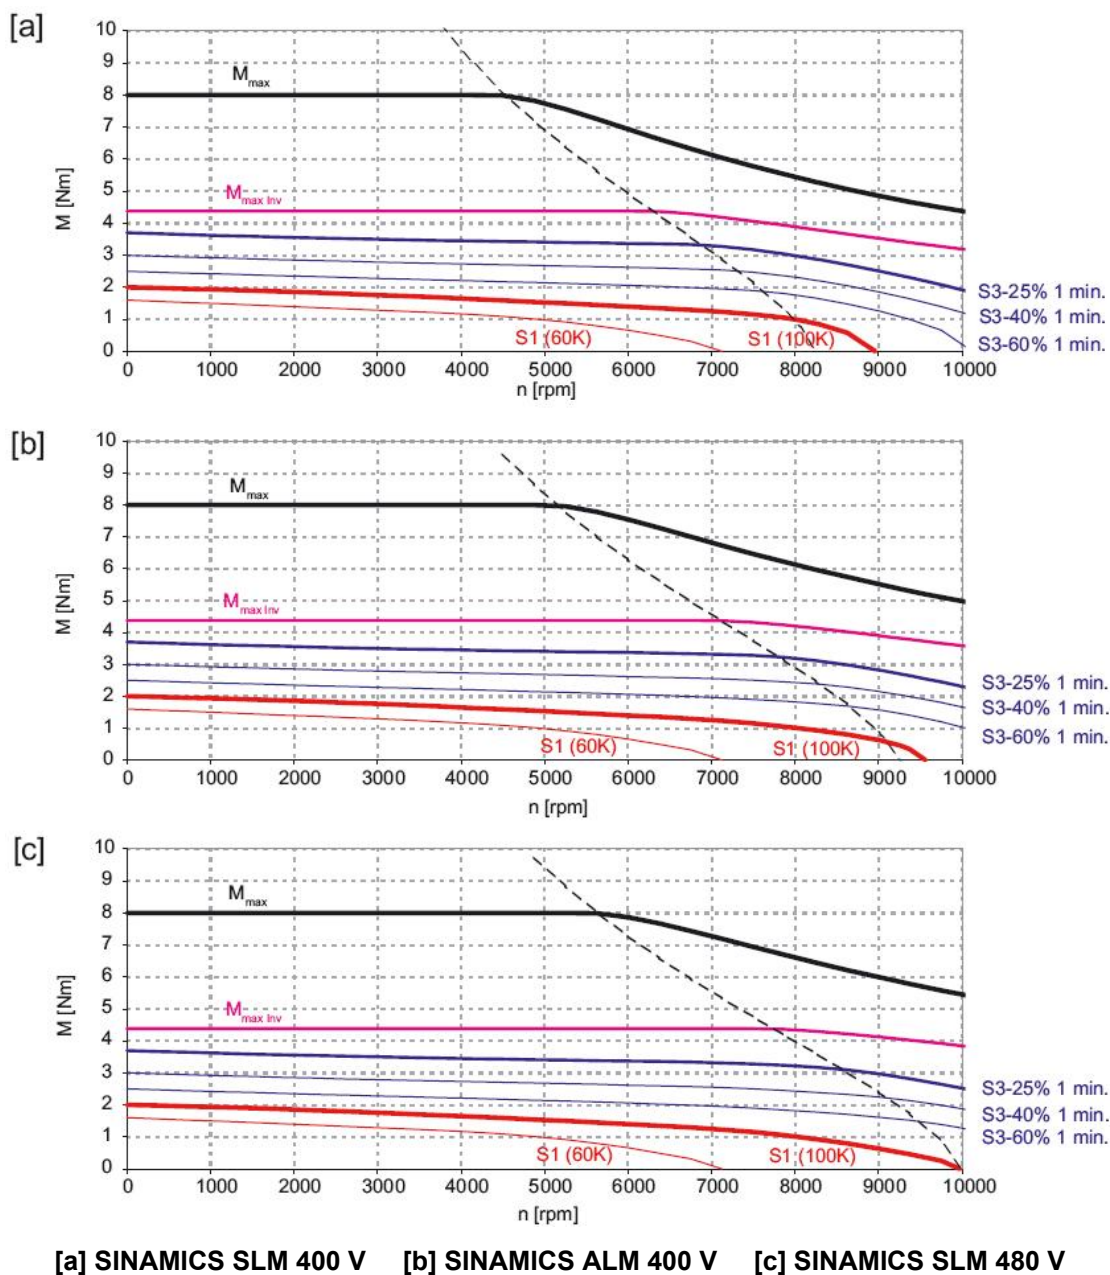 [a]
10
9
8
7
6
5
4
3
2
1
0
M [Nm]
M max
M max Inv
S1 (60K)
S1 (100K)
S3-25% 1 min.
S3-40% 1 min.
S3-60% 1 min.
0 1000 2000 3000 4000 5000 6000 7000 8000 9000 10000
n [rpm]
[b]
10
9
8
7
6
5
4
3
2
1
0
M [Nm]
M max
M max Inv
S1 (60K)
S1 (100K)
S3-25% 1 min.
S3-40% 1 min.
S3-60% 1 min.
0 1000 2000 3000 4000 5000 6000 7000 8000 9000 10000
n [rpm]
[c]
10
9
8
7
6
5
4
3
2
1
0
M [Nm]
M max
M max Inv
S1 (60K)
S1 (100K)
S3-25% 1 min.
S3-40% 1 min.
S3-60% 1 min.
0 1000 2000 3000 4000 5000 6000 7000 8000 9000 10000
n [rpm]
[a] SINAMICS SLM 400 V [b] SINAMICS ALM 400 V [c] SINAMICS SLM 480 V